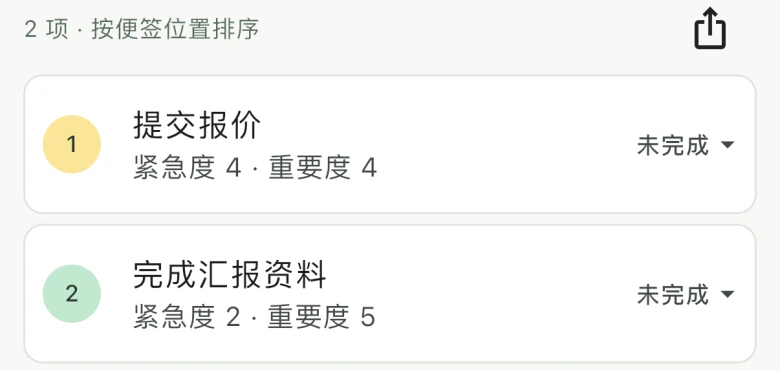 2 项 · 按便签位置排序
1
提交报价
紧急度 4 · 重要度 4
未完成
2
完成汇报资料
紧急度 2 · 重要度 5
未完成